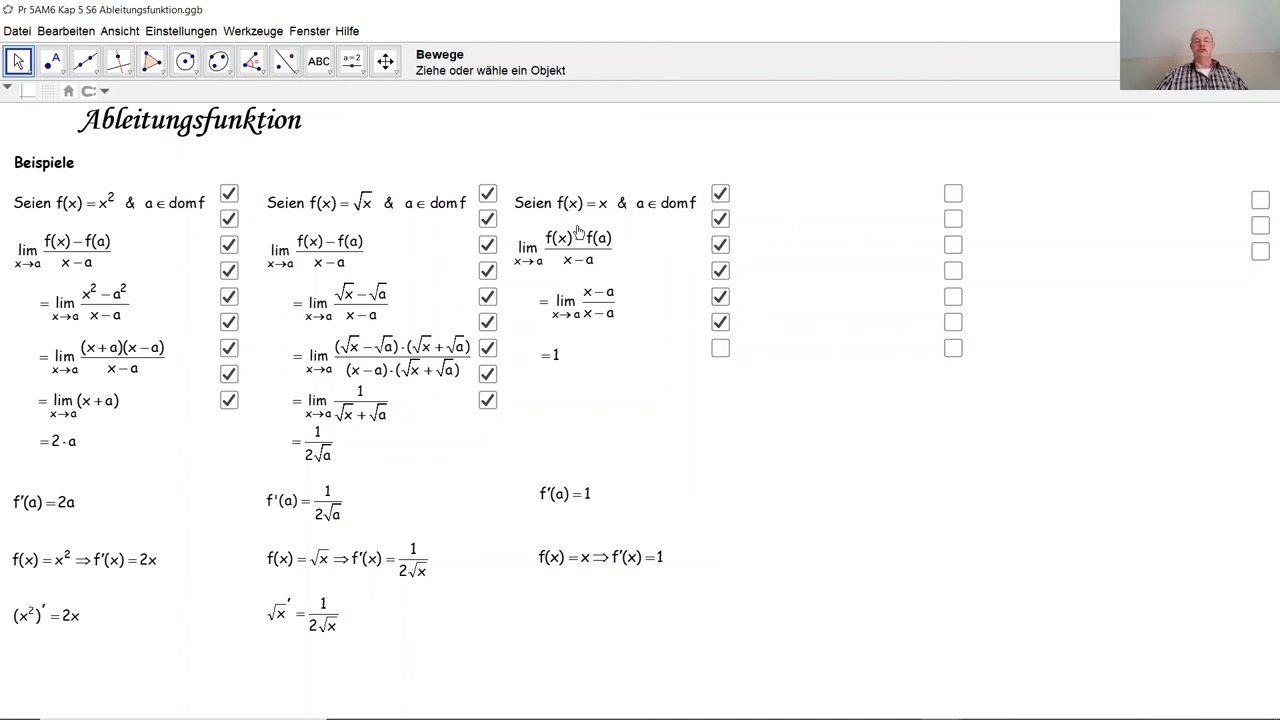 Pr 5AM6 Kap 5 S6 Ableitungsfunktion.ggb
Datei Bearbeiten Ansicht Einstellungen Werkzeuge Fenster Hilfe
A ABC a=2
Bewege
Ziehe oder wähle ein Objekt
Ableitungsfunktion
Beispiele
Seien f(x) = x² & a ∈ dom f
lim x→a (f(x) − f(a))/(x − a)
= lim x→a (x² − a²)/(x − a)
= lim x→a ((x + a)(x − a))/(x − a)
= lim x→a (x + a)
= 2 · a
f′(a) = 2a
f(x) = x² ⇒ f′(x) = 2x
(x²)′ = 2x
Seien f(x) = √x & a ∈ dom f
lim x→a (f(x) − f(a))/(x − a)
= lim x→a (√x − √a)/(x − a)
= lim x→a ((√x − √a) · (√x + √a))/((x − a) · (√x + √a))
= lim x→a 1/(√x + √a)
= 1/(2√a)
f'(a) = 1/(2√a)
f(x) = √x ⇒ f′(x) = 1/(2√x)
√x′ = 1/(2√x)
Seien f(x) = x & a ∈ dom f
lim x→a (f(x) − f(a))/(x − a)
= lim x→a (x − a)/(x − a)
= 1
f′(a) = 1
f(x) = x ⇒ f′(x) = 1